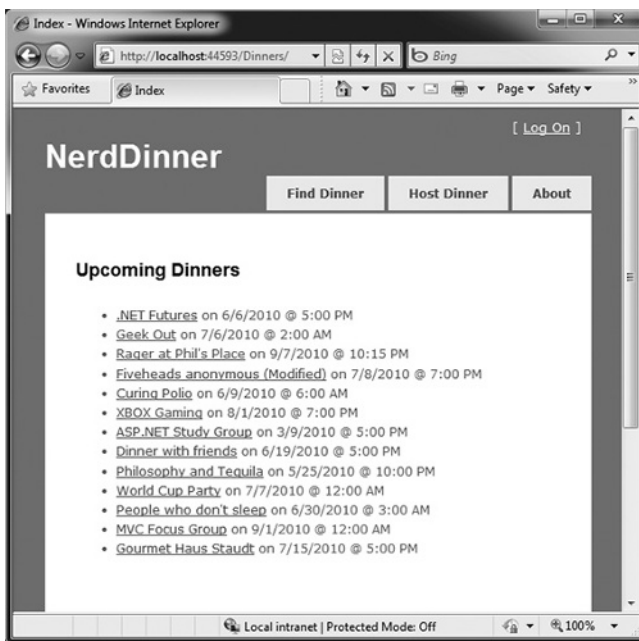 Index - Windows Internet Explorer
http://localhost:44593/Dinners/
Bing
Favorites
Index
Page
Safety
[ Log On ]
NerdDinner
Find Dinner
Host Dinner
About
Upcoming Dinners
• .NET Futures on 6/6/2010 @ 5:00 PM
• Geek Out on 7/6/2010 @ 2:00 AM
• Rager at Phil's Place on 9/7/2010 @ 10:15 PM
• Fiveheads anonymous (Modified) on 7/8/2010 @ 7:00 PM
• Curing Polio on 6/9/2010 @ 6:00 AM
• XBOX Gaming on 8/1/2010 @ 7:00 PM
• ASP.NET Study Group on 3/9/2010 @ 5:00 PM
• Dinner with friends on 6/19/2010 @ 5:00 PM
• Philosophy and Tequila on 5/25/2010 @ 10:00 PM
• World Cup Party on 7/7/2010 @ 12:00 AM
• People who don't sleep on 6/30/2010 @ 3:00 AM
• MVC Focus Group on 9/1/2010 @ 12:00 AM
• Gourmet Haus Staudt on 7/15/2010 @ 5:00 PM
Local intranet | Protected Mode: Off
100%